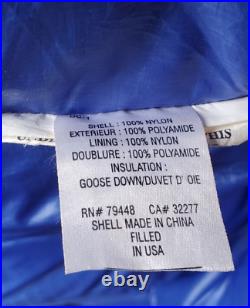 SHELL : 100% NYLON
EXTERIEUR : 100% POLYAMIDE
LINING : 100% NYLON
DOUBLURE : 100% POLYAMIDE
INSULATION :
GOOSE DOWN/DUVET D' OIE
RN# 79448 CA# 32277
SHELL MADE IN CHINA
FILLED
IN USA